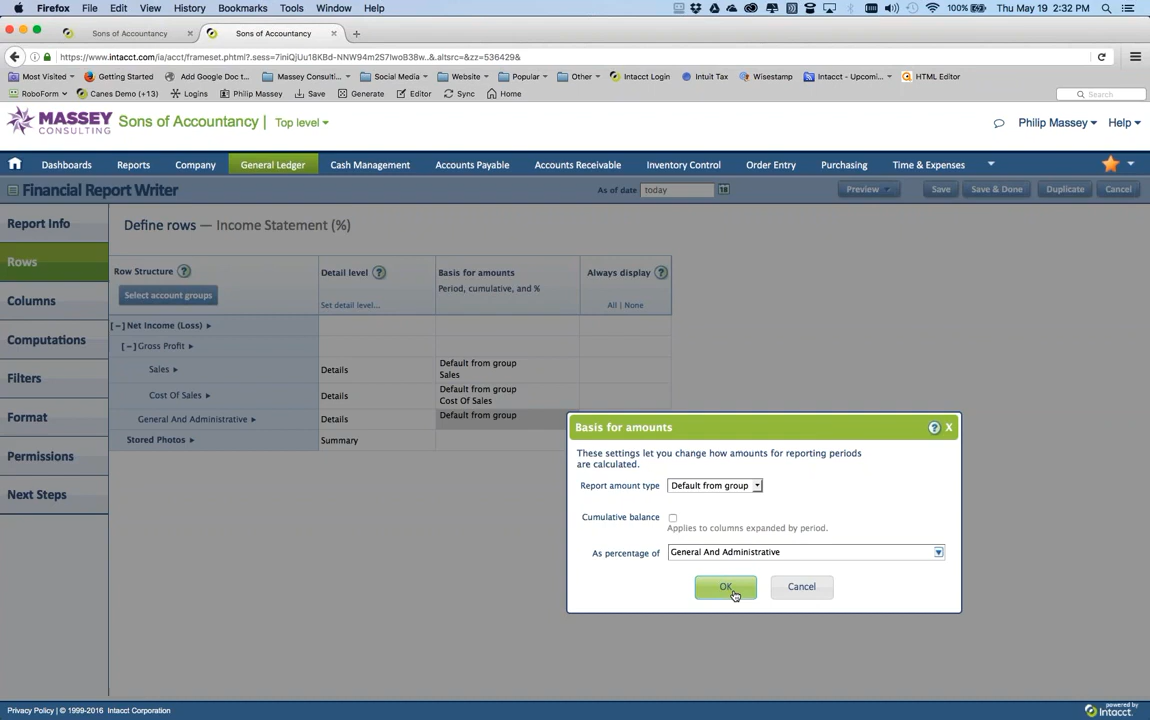 Firefox File Edit View History Bookmarks Tools Window Help 100% Thu May 19 2:32 PM
Sons of Accountancy Sons of Accountancy
https://www.intacct.com/ia/acct/frameset.phtml?.sess=7iniQjUu18KBd-NNW94m2S7lwoB38w..&.altsrc=&zz=536429&
Most Visited Getting Started Add Google Doc t... Massey Consulti... Social Media Website Popular Other Intacct Login Intuit Tax Wisestamp Intacct - Upcomi... HTML Editor
RoboForm Canes Demo (+13) Logins Philip Massey Save Generate Editor Sync Home Search
MASSEY CONSULTING Sons of Accountancy | Top level Philip Massey Help
Dashboards Reports Company General Ledger Cash Management Accounts Payable Accounts Receivable Inventory Control Order Entry Purchasing Time & Expenses
Financial Report Writer As of date today 18 Preview Save Save & Done Duplicate Cancel
Report Info
Rows
Columns
Computations
Filters
Format
Permissions
Next Steps
Define rows — Income Statement (%)
Row Structure ? Detail level ? Basis for amounts Always display ?
Period, cumulative, and %
Select account groups Set detail level... All | None
[−] Net Income (Loss)
[−] Gross Profit
Sales Details Default from group
Sales
Cost Of Sales Details Default from group
Cost Of Sales
General And Administrative Details Default from group
Stored Photos Summary
Basis for amounts ? X
These settings let you change how amounts for reporting periods
are calculated.
Report amount type Default from group
Cumulative balance
Applies to columns expanded by period.
As percentage of General And Administrative
OK Cancel
Privacy Policy | © 1999-2016 Intacct Corporation powered by
Intacct